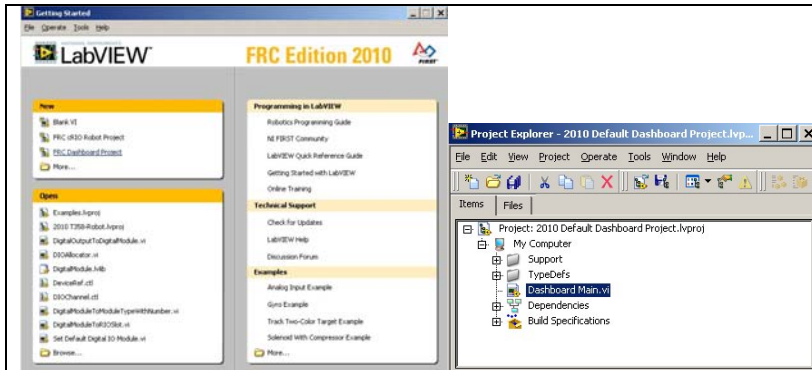 Getting Started
File Operate Tools Help
LabVIEW
FRC Edition 2010
FIRST
New
Blank VI
FRC cRIO Robot Project
FRC Dashboard Project
More...
Open
Examples.lvproj
2010 T358-Robot.lvproj
DigitalOutputToDigitalModule.vi
DIOAllocator.vi
DigitalModule.lvlib
DeviceRef.ctl
DIOChannel.ctl
DigitalModuleToModuleTypeWithNumber.vi
DigitalModuleToRIOSlot.vi
Set Default Digital IO Module.vi
Browse...
Programming in LabVIEW
Robotics Programming Guide
NI FIRST Community
LabVIEW Quick Reference Guide
Getting Started with LabVIEW
Online Training
Technical Support
Check for Updates
LabVIEW Help
Discussion Forum
Examples
Analog Input Example
Gyro Example
Track Two-Color Target Example
Solenoid With Compressor Example
More...
Project Explorer - 2010 Default Dashboard Project.lvp...
File Edit View Project Operate Tools Window Help
Items Files
Project: 2010 Default Dashboard Project.lvproj
My Computer
Support
TypeDefs
Dashboard Main.vi
Dependencies
Build Specifications